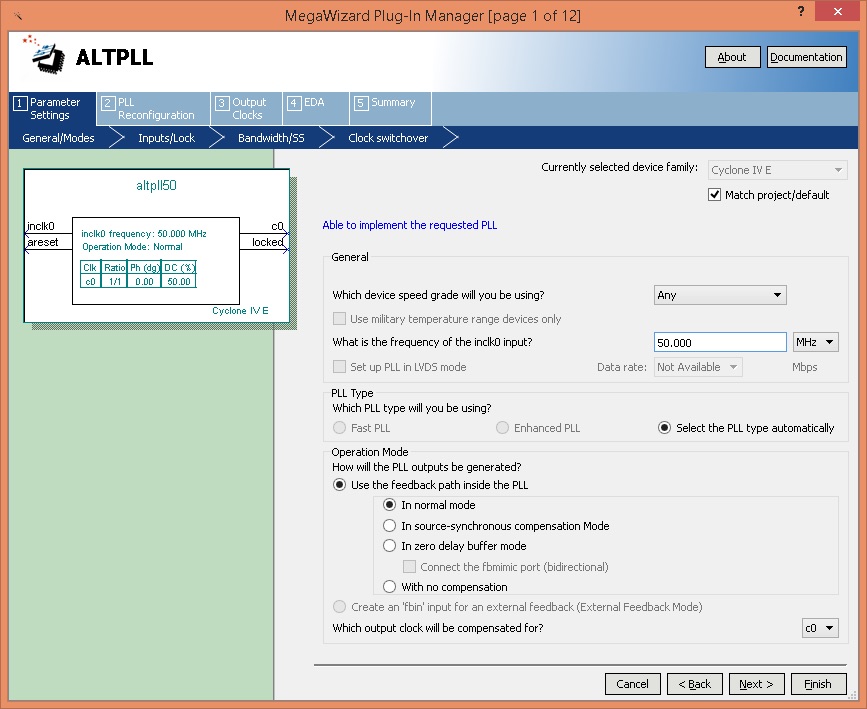 MegaWizard Plug-In Manager [page 1 of 12]
?
ALTPLL
About
Documentation
1 Parameter Settings
2 PLL Reconfiguration
3 Output Clocks
4 EDA
5 Summary
General/Modes
Inputs/Lock
Bandwidth/SS
Clock switchover
altpll50
inclk0
areset
c0
locked
inclk0 frequency: 50.000 MHz
Operation Mode: Normal
Clk Ratio Ph (dg) DC (%)
c0 1/1 0.00 50.00
Cyclone IV E
Currently selected device family:
Cyclone IV E
Match project/default
Able to implement the requested PLL
General
Which device speed grade will you be using?
Any
Use military temperature range devices only
What is the frequency of the inclk0 input?
50.000
MHz
Set up PLL in LVDS mode
Data rate:
Not Available
Mbps
PLL Type
Which PLL type will you be using?
Fast PLL
Enhanced PLL
Select the PLL type automatically
Operation Mode
How will the PLL outputs be generated?
Use the feedback path inside the PLL
In normal mode
In source-synchronous compensation Mode
In zero delay buffer mode
Connect the fbmimic port (bidirectional)
With no compensation
Create an 'fbin' input for an external feedback (External Feedback Mode)
Which output clock will be compensated for?
c0
Cancel
< Back
Next >
Finish